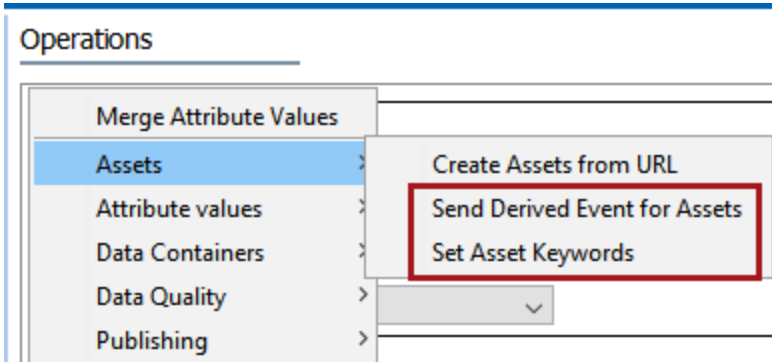 Operations
Merge Attribute Values
Assets
Create Assets from URL
Attribute values
Send Derived Event for Assets
Data Containers
Set Asset Keywords
Data Quality
Publishing